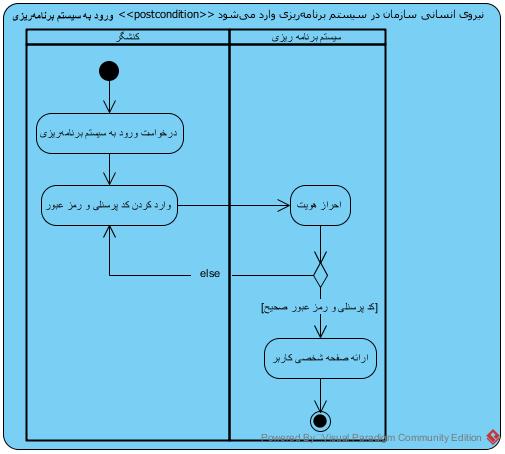 ورود به سیستم برنامه‌ریزی <<postcondition>> نیروی انسانی سازمان در سیستم برنامه‌ریزی وارد می‌شود
کنشگر
سیستم برنامه ریزی
درخواست ورود به سیستم برنامه‌ریزی
وارد کردن کد پرسنلی و رمز عبور
احراز هویت
else
[کد پرسنلی و رمز عبور صحیح]
ارائه صفحه شخصی کاربر
Powered By Visual Paradigm Community Edition